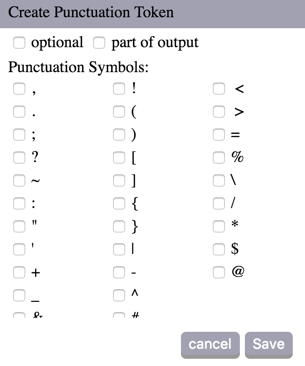 Create Punctuation Token
optional part of output
Punctuation Symbols:
, ! <
. ( >
; ) =
? [ %
~ ] \
: { /
" } *
' | $
+ - @
_ ^
& #
cancel Save